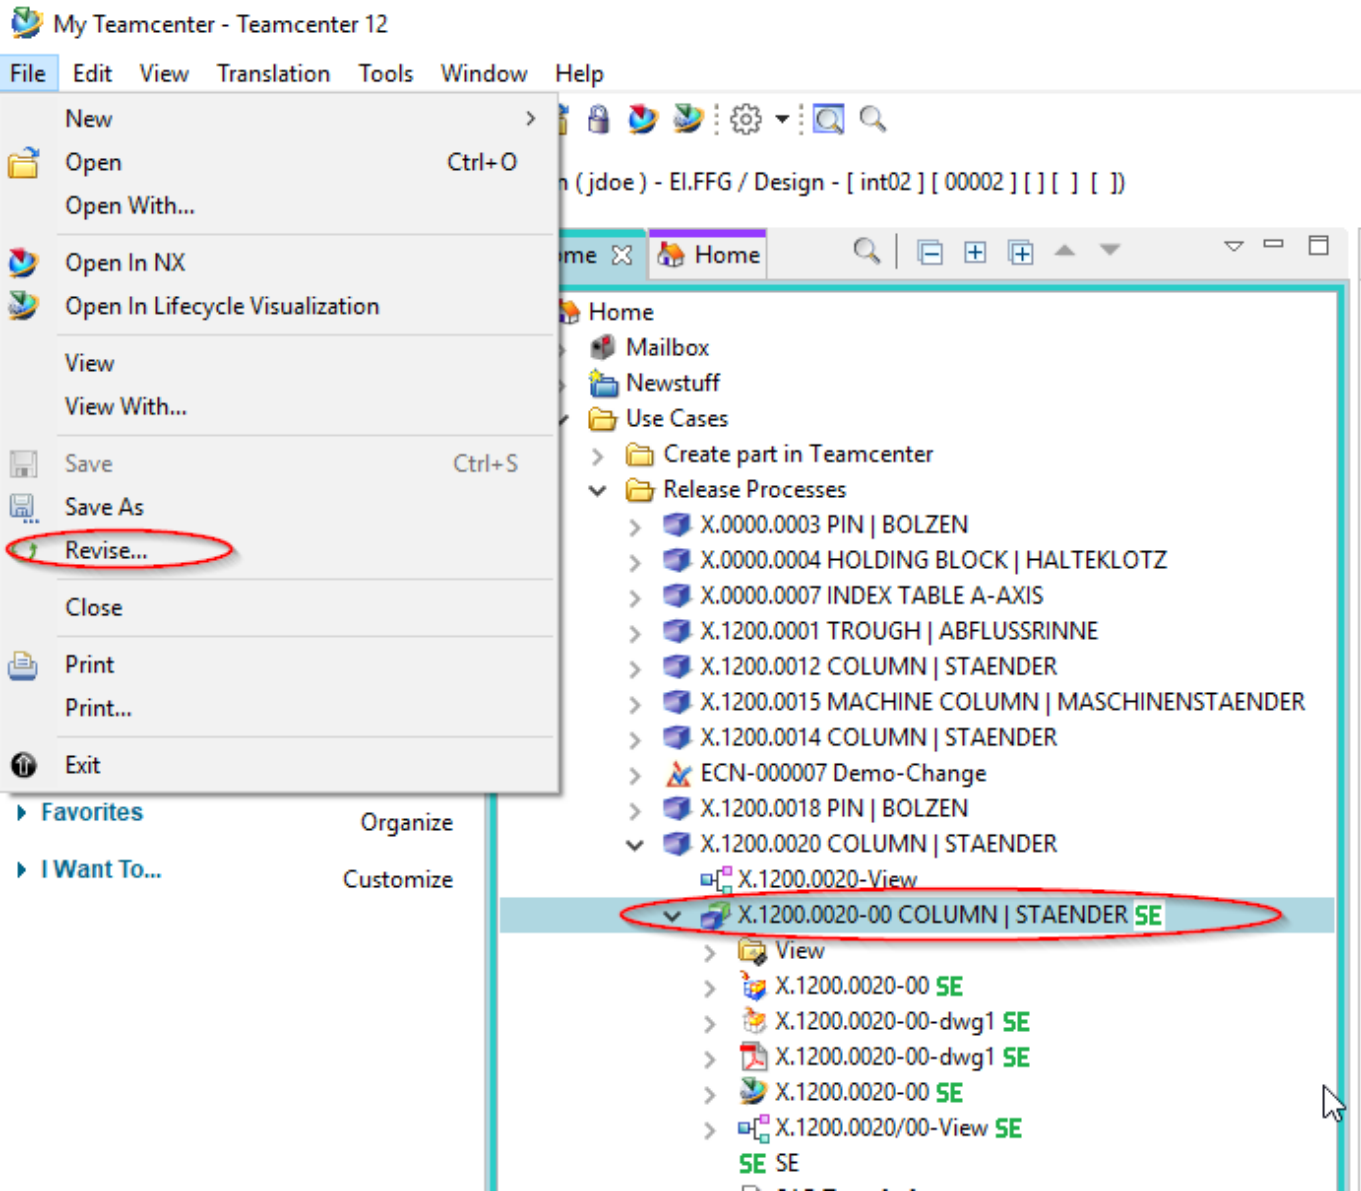 My Teamcenter - Teamcenter 12
File Edit View Translation Tools Window Help
New
Open Ctrl+O
Open With...
Open In NX
Open In Lifecycle Visualization
View
View With...
Save Ctrl+S
Save As
Revise...
Close
Print
Print...
Exit
Favorites
Organize
I Want To...
Customize
( jdoe ) - EI.FFG / Design - [ int02 ] [ 00002 ] [ ] [ ] [ ])
Home
Home
Mailbox
Newstuff
Use Cases
Create part in Teamcenter
Release Processes
X.0000.0003 PIN | BOLZEN
X.0000.0004 HOLDING BLOCK | HALTEKLOTZ
X.0000.0007 INDEX TABLE A-AXIS
X.1200.0001 TROUGH | ABFLUSSRINNE
X.1200.0012 COLUMN | STAENDER
X.1200.0015 MACHINE COLUMN | MASCHINENSTAENDER
X.1200.0014 COLUMN | STAENDER
ECN-000007 Demo-Change
X.1200.0018 PIN | BOLZEN
X.1200.0020 COLUMN | STAENDER
X.1200.0020-View
X.1200.0020-00 COLUMN | STAENDER SE
View
X.1200.0020-00 SE
X.1200.0020-00-dwg1 SE
X.1200.0020-00-dwg1 SE
X.1200.0020-00 SE
X.1200.0020/00-View SE
SE SE